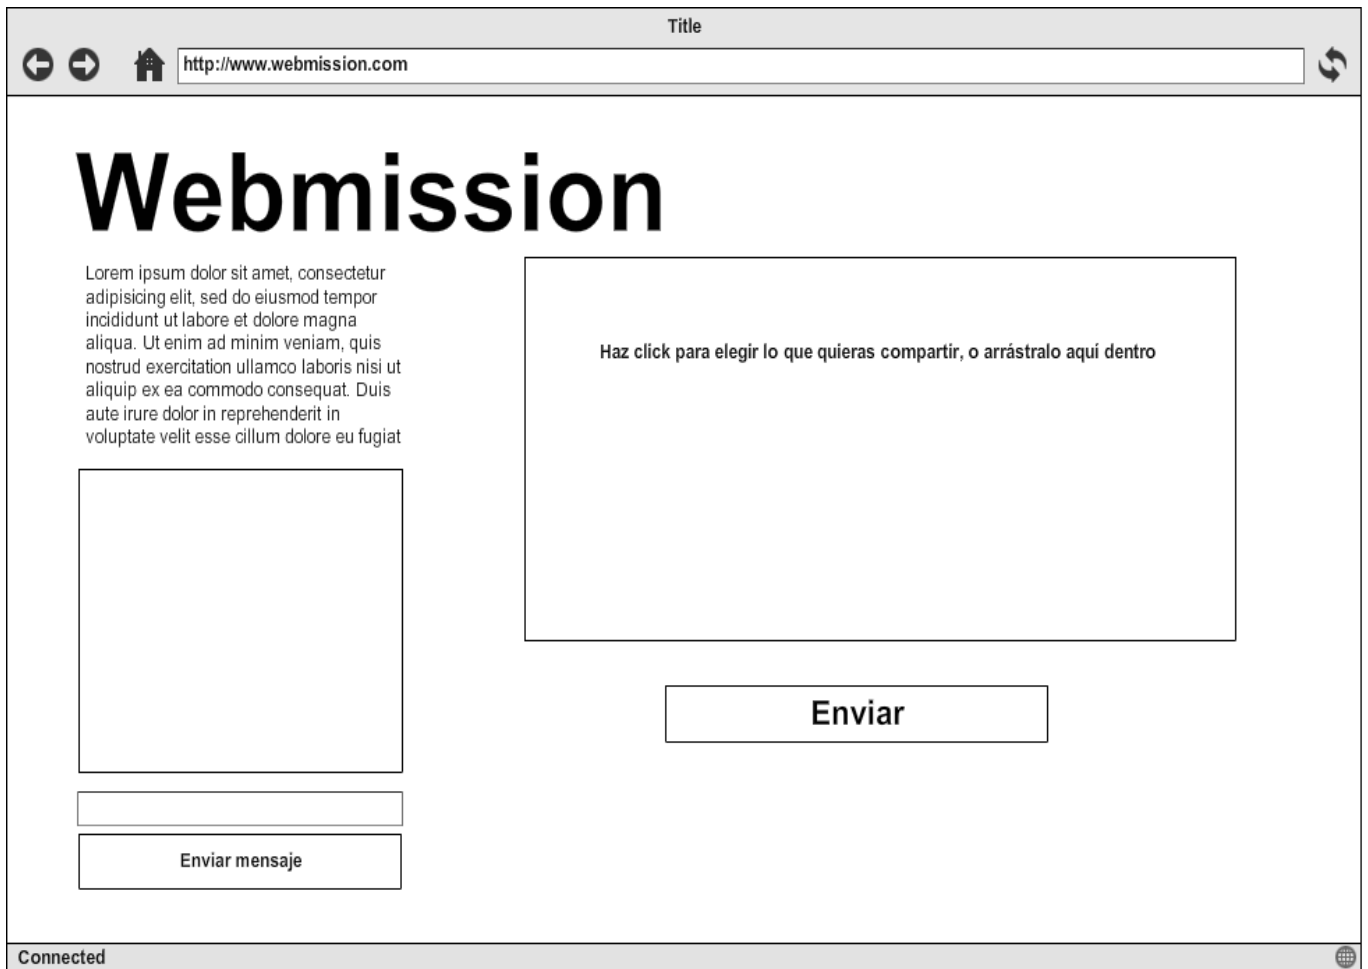 Title
http://www.webmission.com
Webmission
Lorem ipsum dolor sit amet, consectetur
adipisicing elit, sed do eiusmod tempor
incididunt ut labore et dolore magna
aliqua. Ut enim ad minim veniam, quis
nostrud exercitation ullamco laboris nisi ut
aliquip ex ea commodo consequat. Duis
aute irure dolor in reprehenderit in
voluptate velit esse cillum dolore eu fugiat
Haz click para elegir lo que quieras compartir, o arrástralo aquí dentro
Enviar
Enviar mensaje
Connected